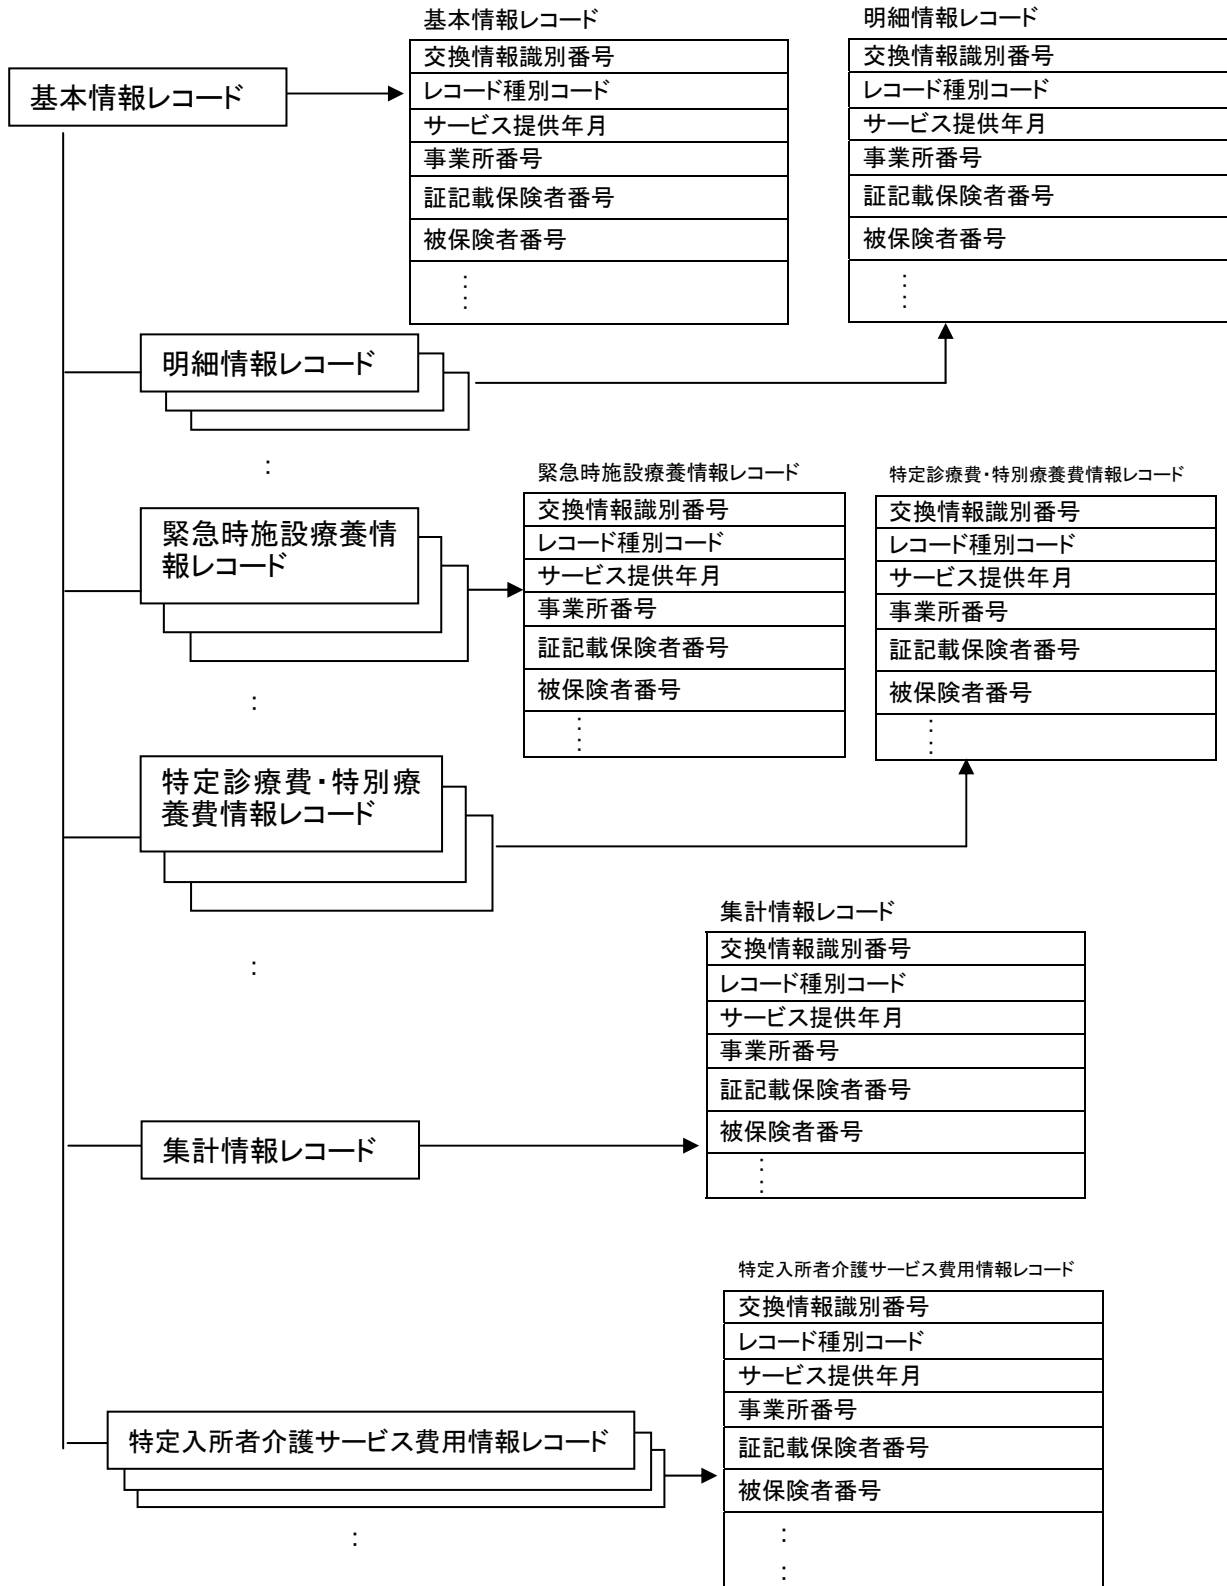 基本情報レコード
基本情報レコード
交換情報識別番号
レコード種別コード
サービス提供年月
事業所番号
証記載保険者番号
被保険者番号
:
:
明細情報レコード
交換情報識別番号
レコード種別コード
サービス提供年月
事業所番号
証記載保険者番号
被保険者番号
:
:
明細情報レコード
:
緊急時施設療養情
報レコード
:
緊急時施設療養情報レコード
交換情報識別番号
レコード種別コード
サービス提供年月
事業所番号
証記載保険者番号
被保険者番号
:
:
特定診療費・特別療養費情報レコード
交換情報識別番号
レコード種別コード
サービス提供年月
事業所番号
証記載保険者番号
被保険者番号
:
:
特定診療費・特別療
養費情報レコード
:
集計情報レコード
集計情報レコード
交換情報識別番号
レコード種別コード
サービス提供年月
事業所番号
証記載保険者番号
被保険者番号
:
:
特定入所者介護サービス費用情報レコード
:
特定入所者介護サービス費用情報レコード
交換情報識別番号
レコード種別コード
サービス提供年月
事業所番号
証記載保険者番号
被保険者番号
:
: